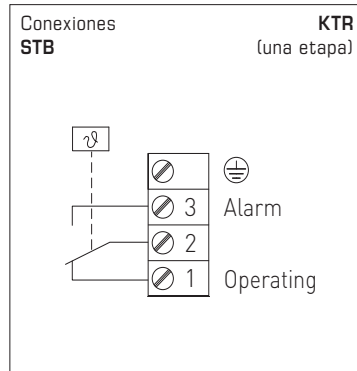 Conexiones KTR
STB (una etapa)
ϑ
3 Alarm
2
1 Operating